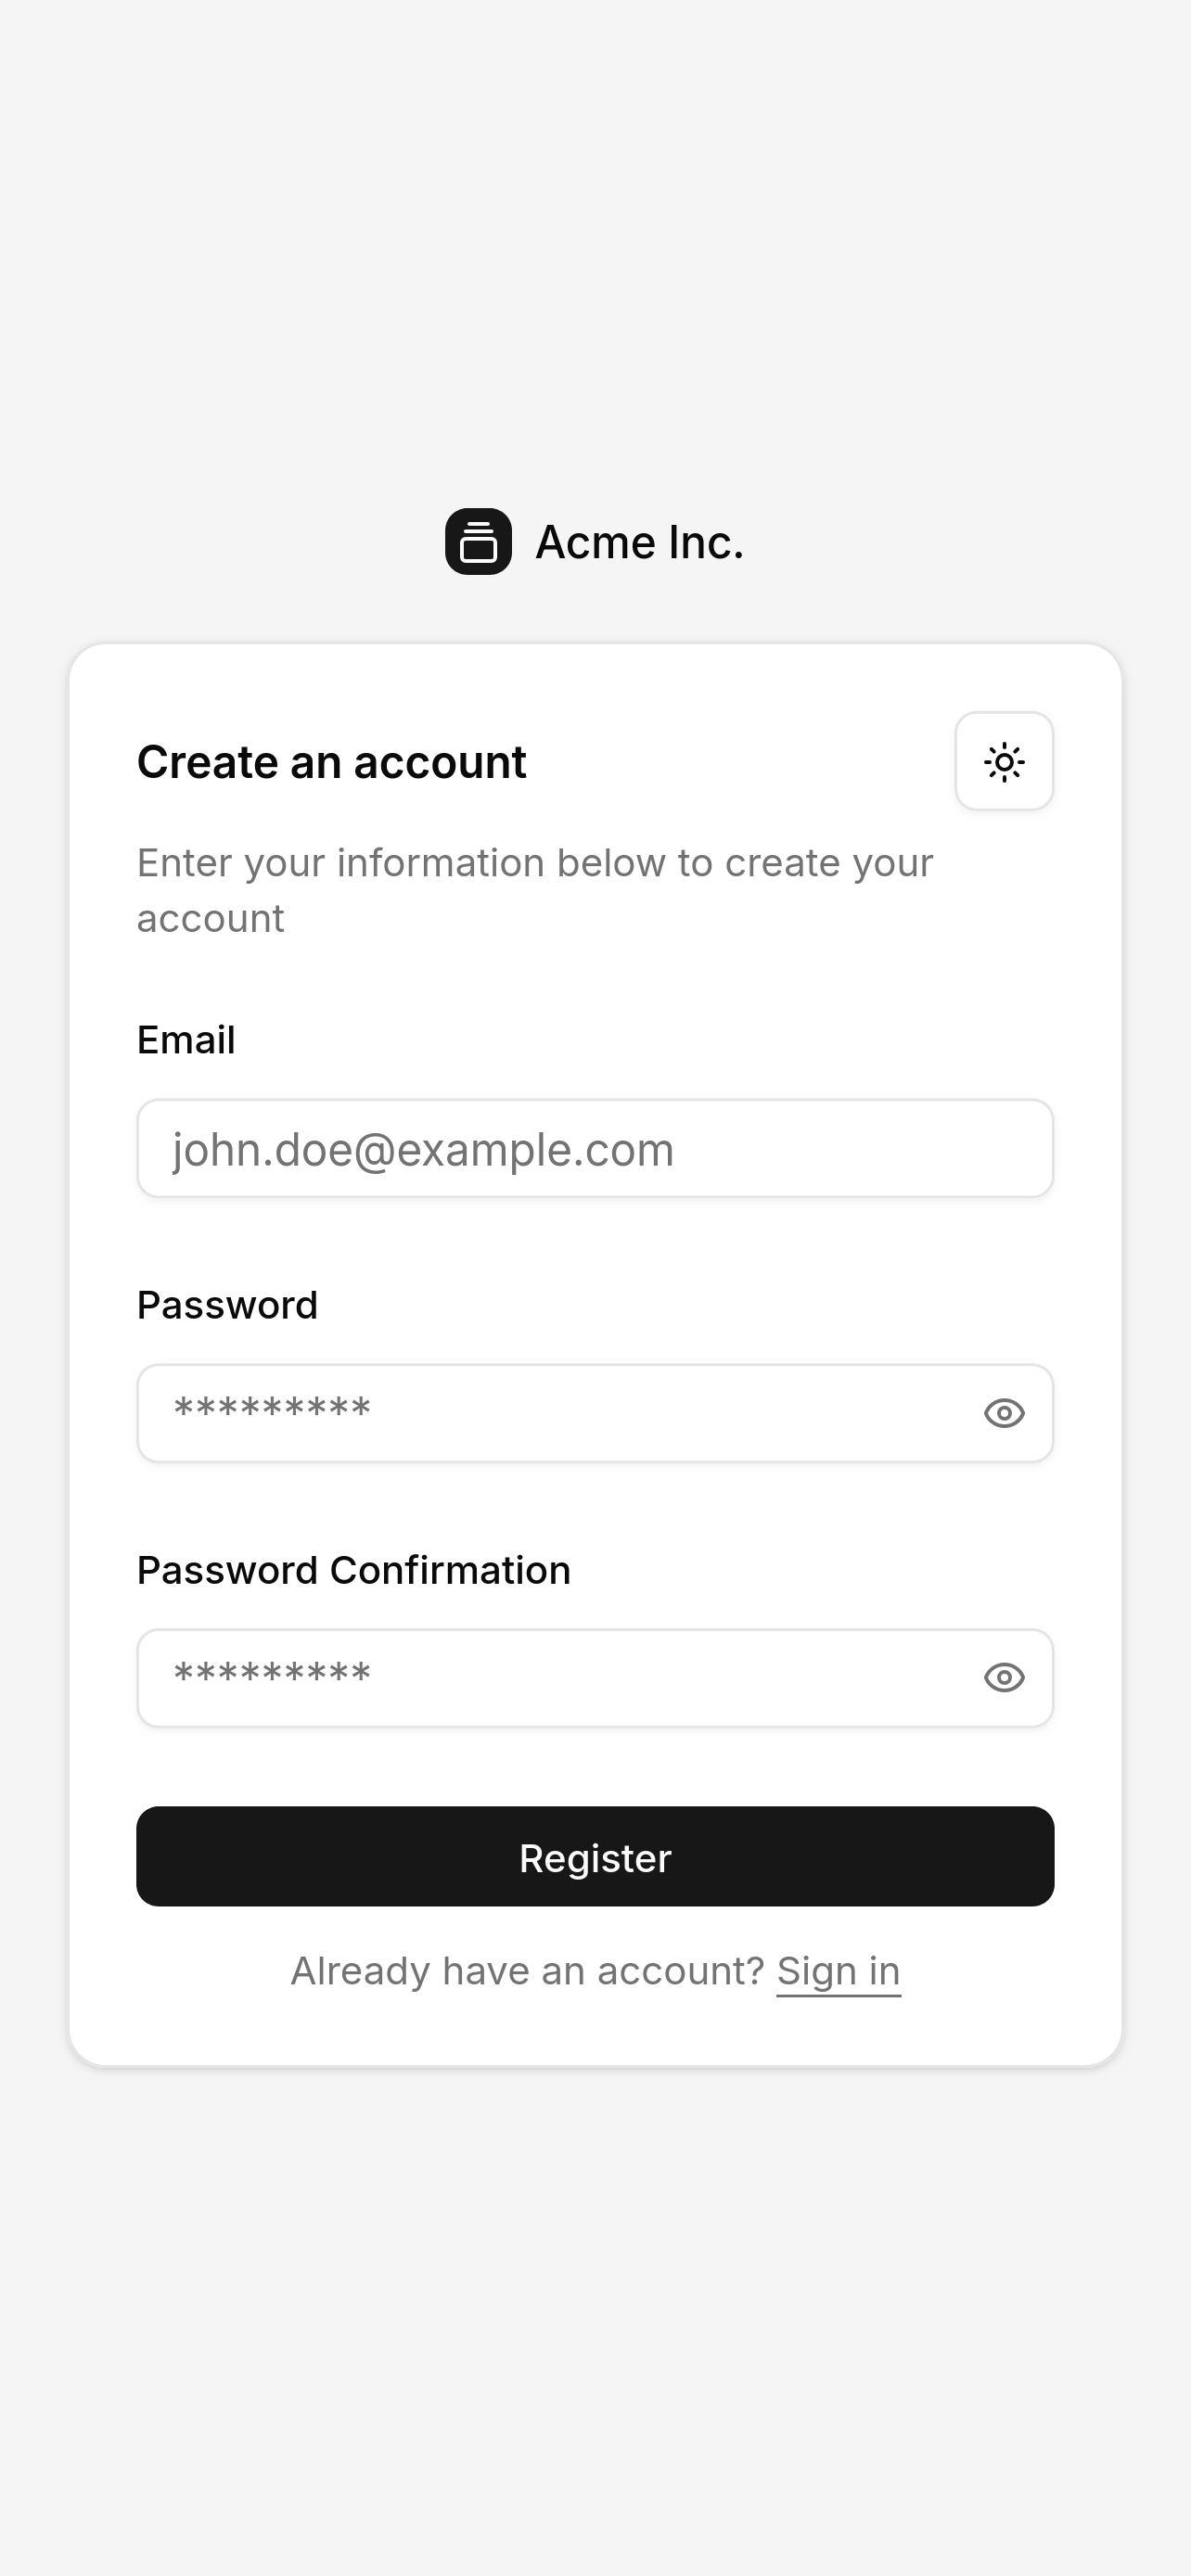 Acme Inc.
Create an account
Enter your information below to create your
account
Email
john.doe@example.com
Password
*********
Password Confirmation
*********
Register
Already have an account? Sign in